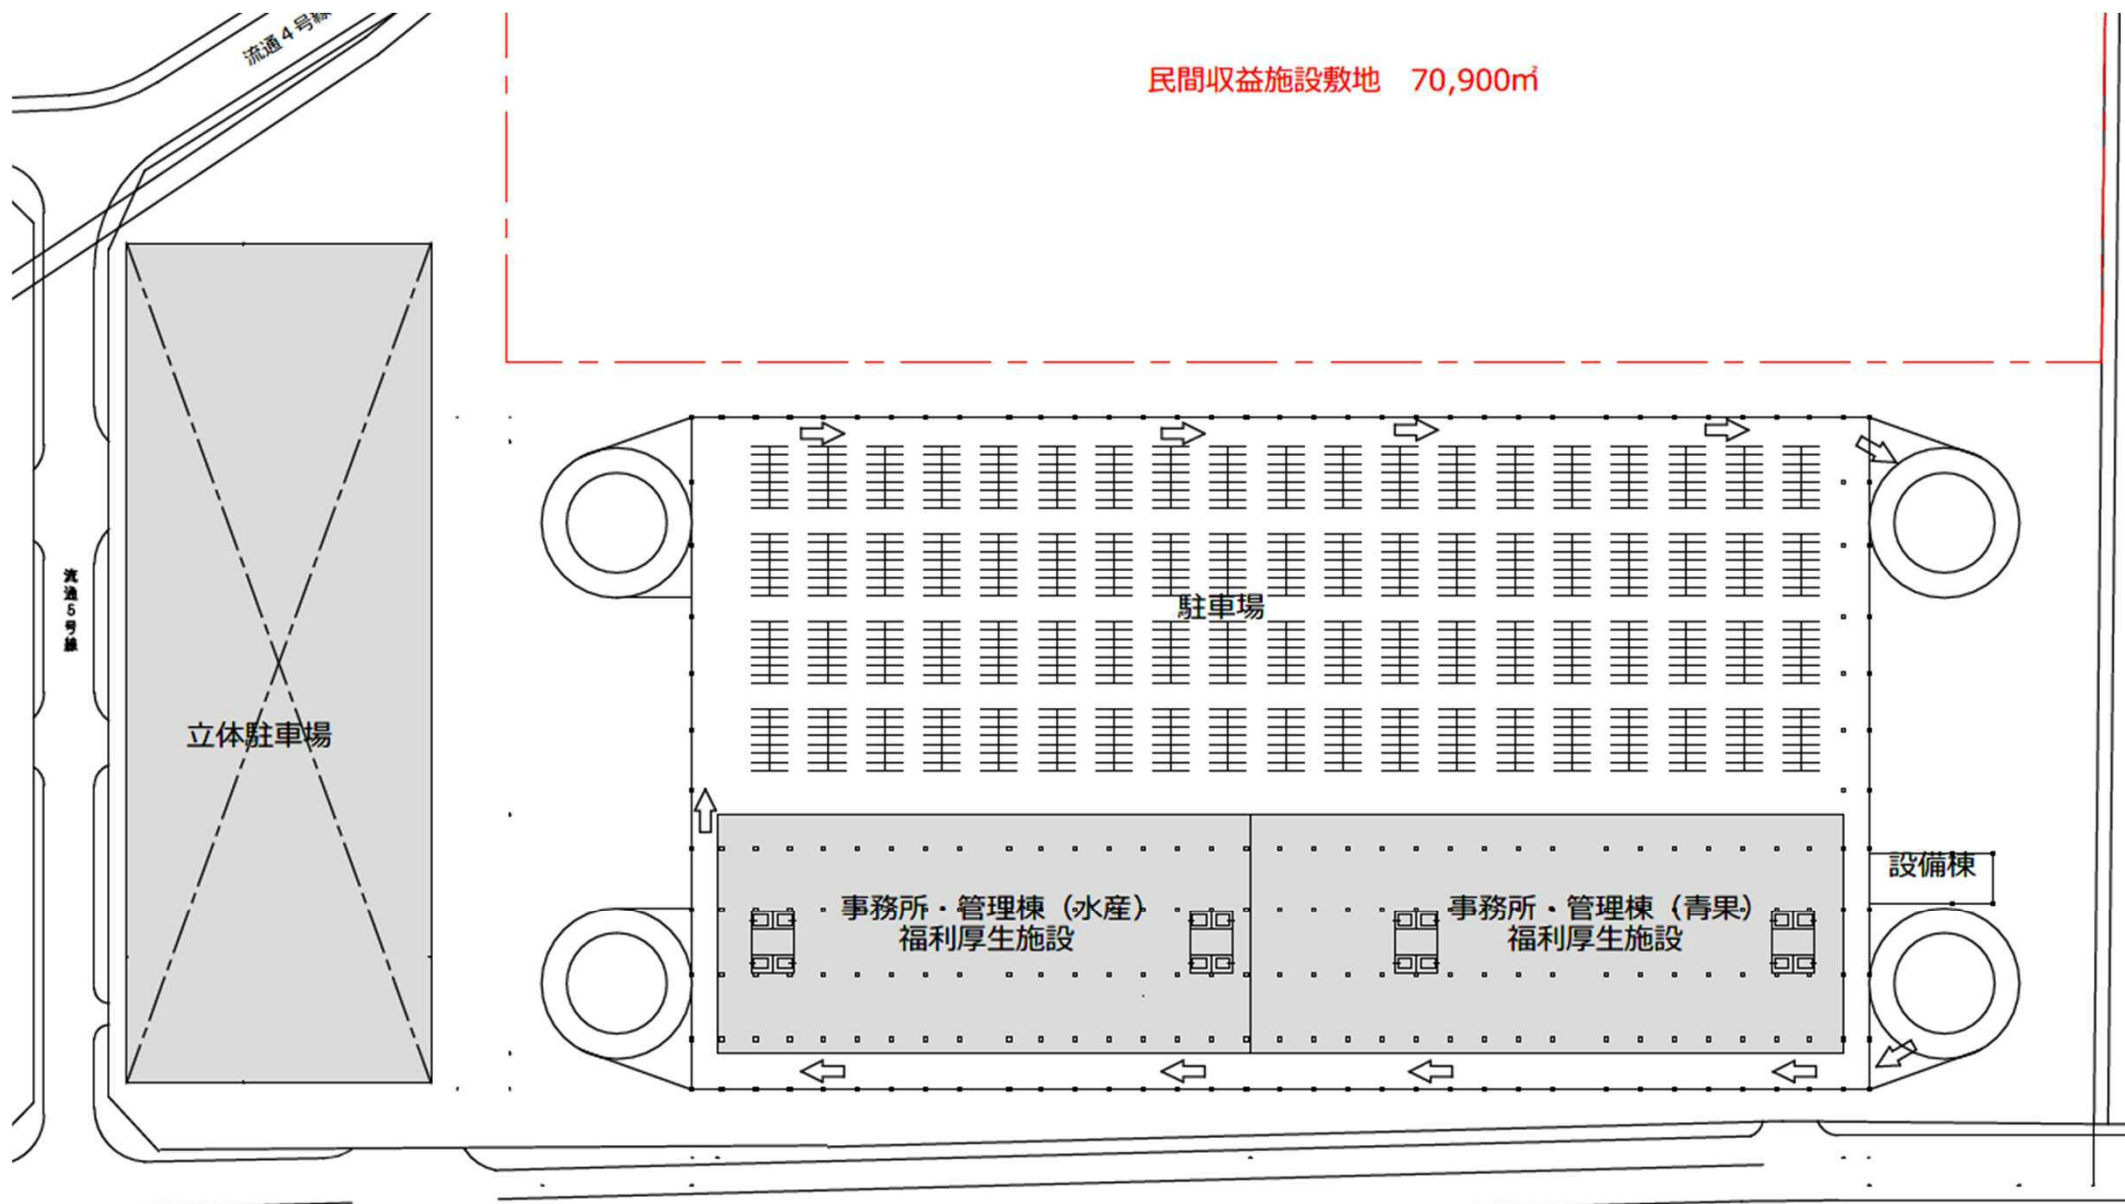 流通４号線
民間収益施設敷地　70,900㎡
流通５号線
駐車場
立体駐車場
設備棟
事務所・管理棟（水産）
福利厚生施設
事務所・管理棟（青果）
福利厚生施設